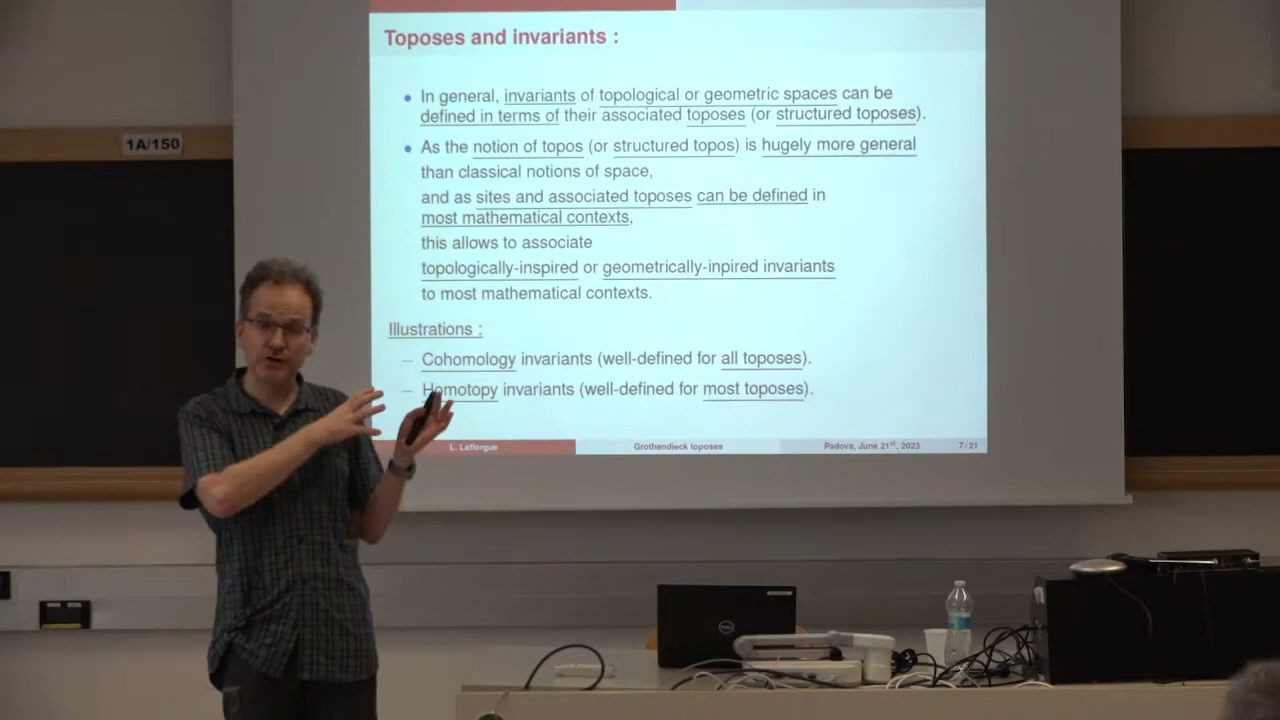 Toposes and invariants :
In general, invariants of topological or geometric spaces can be
defined in terms of their associated toposes (or structured toposes).
1A/150
As the notion of topos (or structured topos) is hugely more general
than classical notions of space,
and as sites and associated toposes can be defined in
most mathematical contexts,
this allows to associate
topologically-inspired or geometrically-inpired invariants
to most mathematical contexts.
Illustrations :
– Cohomology invariants (well-defined for all toposes).
– Homotopy invariants (well-defined for most toposes).
L. Lafforgue
Grothendieck toposes
Padova, June 21st, 2023
7/21
DELL